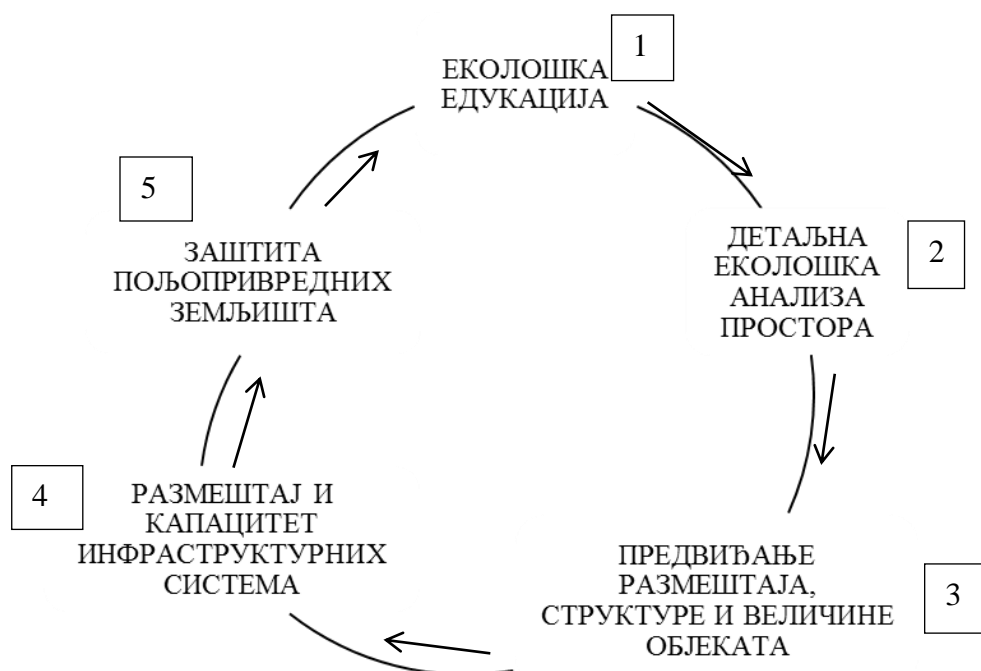 1
ЕКОЛОШКА
ЕДУКАЦИЈА
2
ДЕТАЉНА
ЕКОЛОШКА
АНАЛИЗА
ПРОСТОРА
3
ПРЕДВИЂАЊЕ
РАЗМЕШТАЈА,
СТРУКТУРЕ И ВЕЛИЧИНЕ
ОБЈЕКАТА
4
РАЗМЕШТАЈ И
КАПАЦИТЕТ
ИНФРАСТРУКТУРНИХ
СИСТЕМА
5
ЗАШТИТА
ПОЉОПРИВРЕДНИХ
ЗЕМЉИШТА